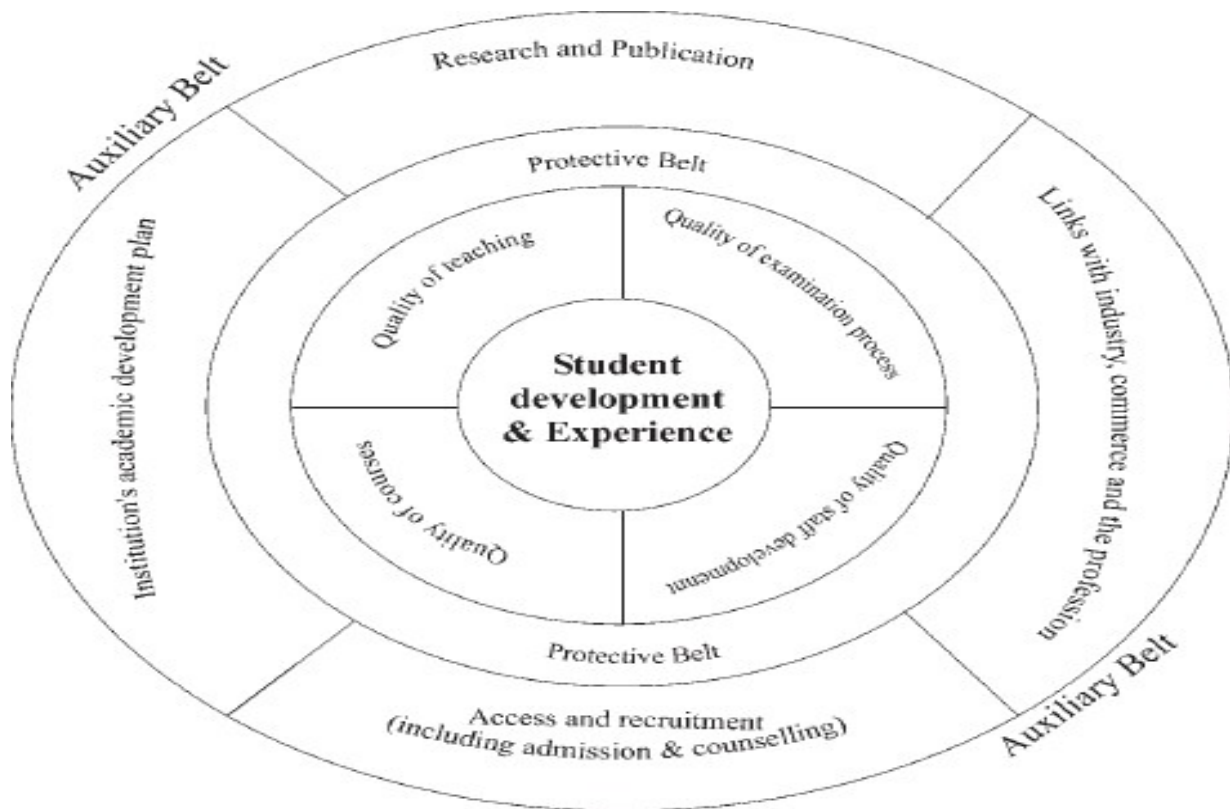 Auxiliary Belt
Research and Publication
Protective Belt
Quality of teaching
Quality of examination process
Institution's academic development plan
Links with industry, commerce and the profession
Student
development
& Experience
Quality of courses
Quality of staff developmennt
Protective Belt
Access and recruitment
(including admission & counselling)
Auxiliary Belt